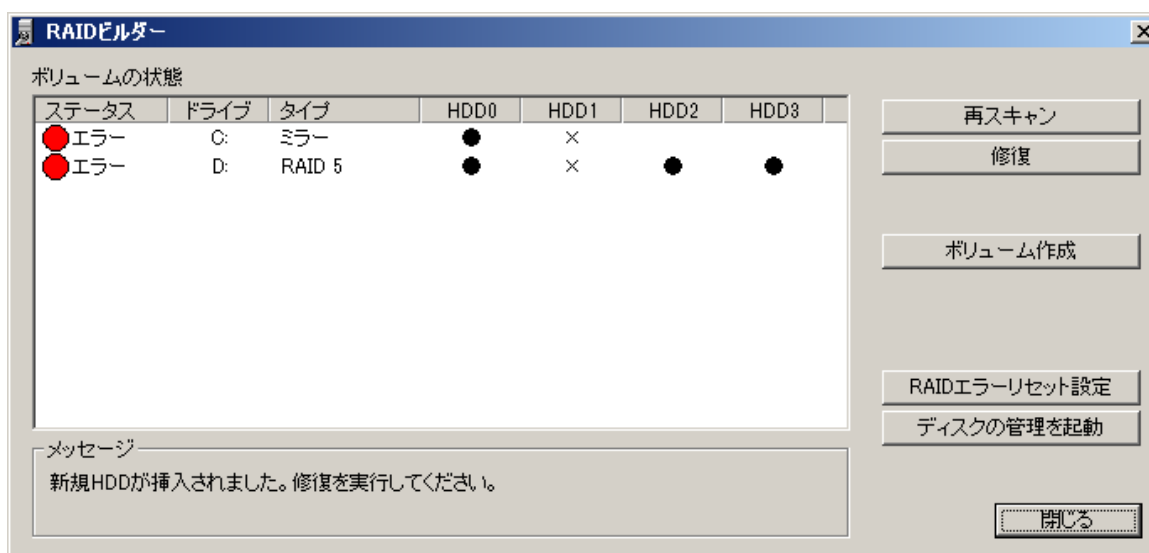 RAIDビルダー
ボリュームの状態
ステータス ドライブ タイプ HDD0 HDD1 HDD2 HDD3
エラー C: ミラー ● ×
エラー D: RAID 5 ● × ● ●
再スキャン
修復
ボリューム作成
RAIDエラーリセット設定
ディスクの管理を起動
メッセージ
新規HDDが挿入されました。修復を実行してください。
閉じる